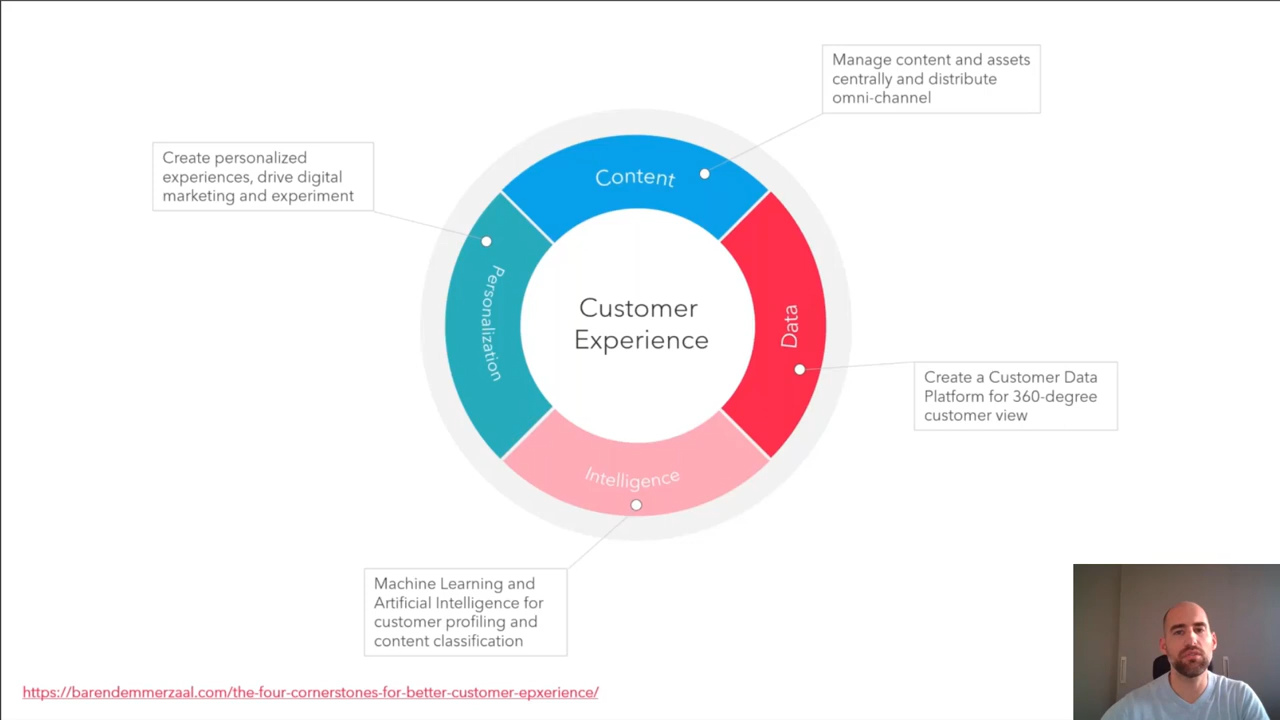 Manage content and assets
centrally and distribute
omni-channel
Create personalized
experiences, drive digital
marketing and experiment
Content
Personalization
Customer
Experience
Data
Create a Customer Data
Platform for 360-degree
customer view
Intelligence
Machine Learning and
Artificial Intelligence for
customer profiling and
content classification
https://barendemmerzaal.com/the-four-cornerstones-for-better-customer-epxerience/